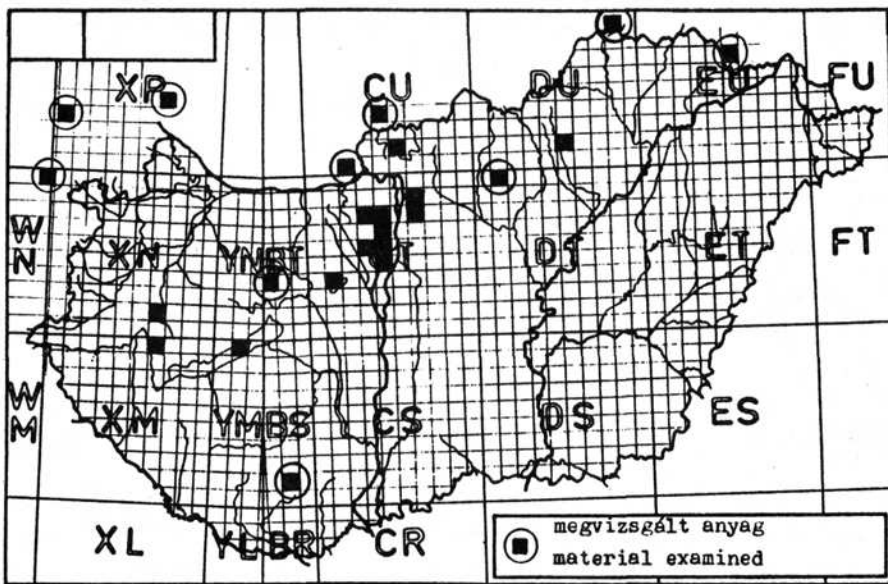 XP CU DU EU FU
WN XN YNBT CT DT ET FT
WM XM YMBS CS DS ES
XL YLBR CR
megvizsgált anyag
material examined